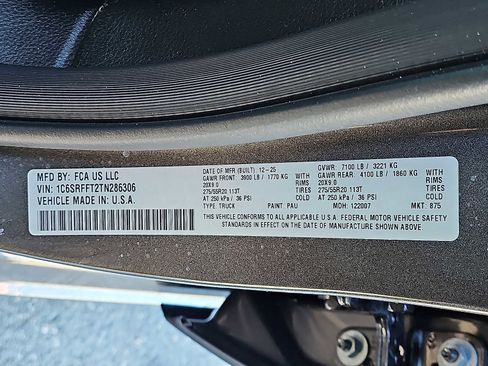 MFD BY: FCA US LLC
VIN: 1C6SRFFT2TN286306
VEHICLE MADE IN: U.S.A.
DATE OF MFR (BUILT): 12-25
GVWR: 7100 LB / 3221 KG
GAWR FRONT: 3900 LB / 1770 KG WITH
GAWR REAR: 4100 LB / 1860 KG WITH
20X9.0 TIRES
20X9.0 TIRES
275/55R20 113T RIMS
275/55R20 113T RIMS
AT 250 kPa / 36 PSI COLD
AT 250 kPa / 36 PSI COLD
TYPE: TRUCK PAINT: PAU MDH: 122007 MKT: 875
THIS VEHICLE CONFORMS TO ALL APPLICABLE U.S.A. FEDERAL MOTOR VEHICLE SAFETY
STANDARDS IN EFFECT ON THE DATE OF MANUFACTURE SHOWN ABOVE.